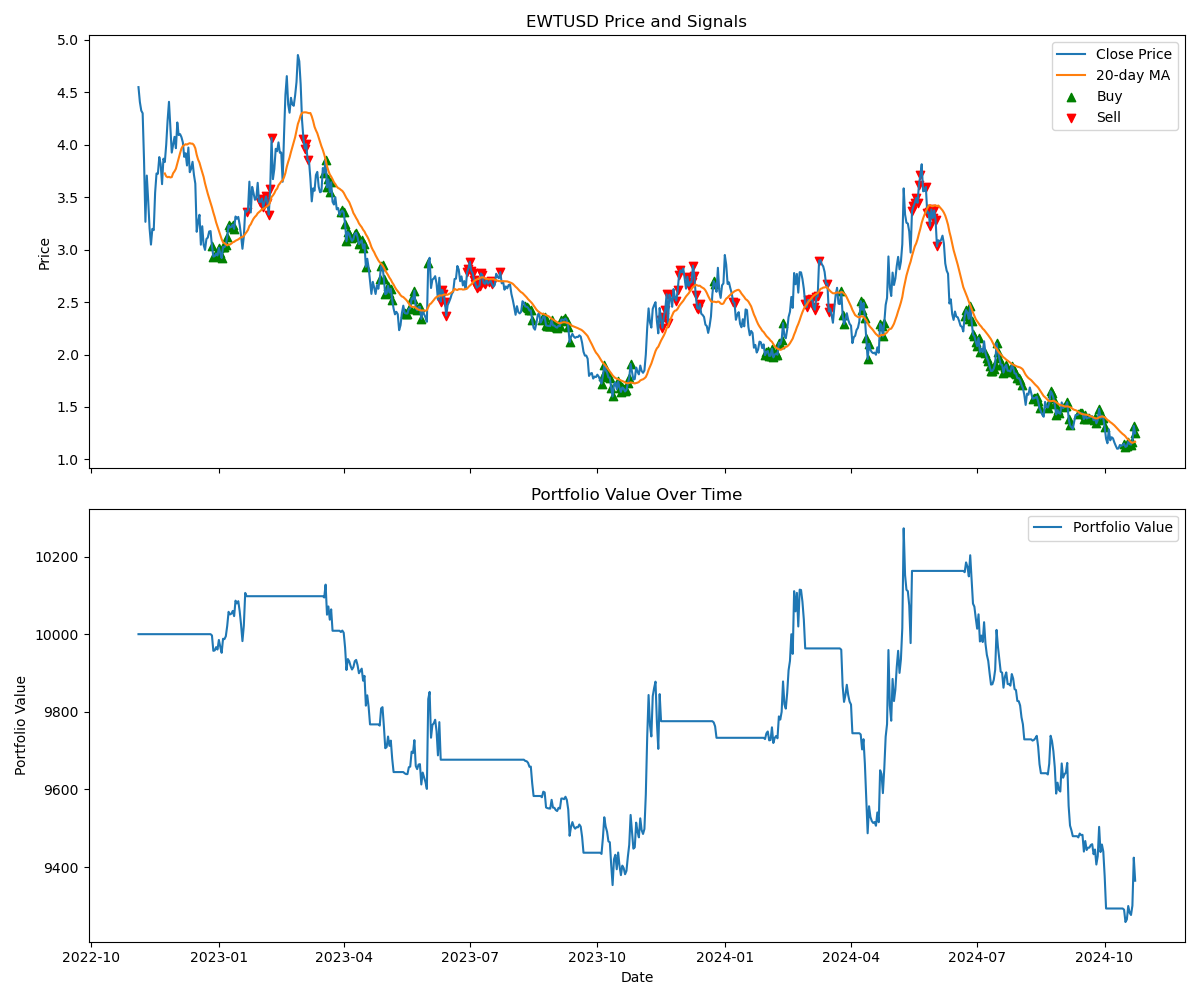 EWTUSD Price and Signals
Price
5.0
4.5
4.0
3.5
3.0
2.5
2.0
1.5
1.0
Close Price
20-day MA
Buy
Sell
Portfolio Value Over Time
Portfolio Value
10200
10000
9800
9600
9400
Portfolio Value
2022-10
2023-01
2023-04
2023-07
2023-10
2024-01
2024-04
2024-07
2024-10
Date